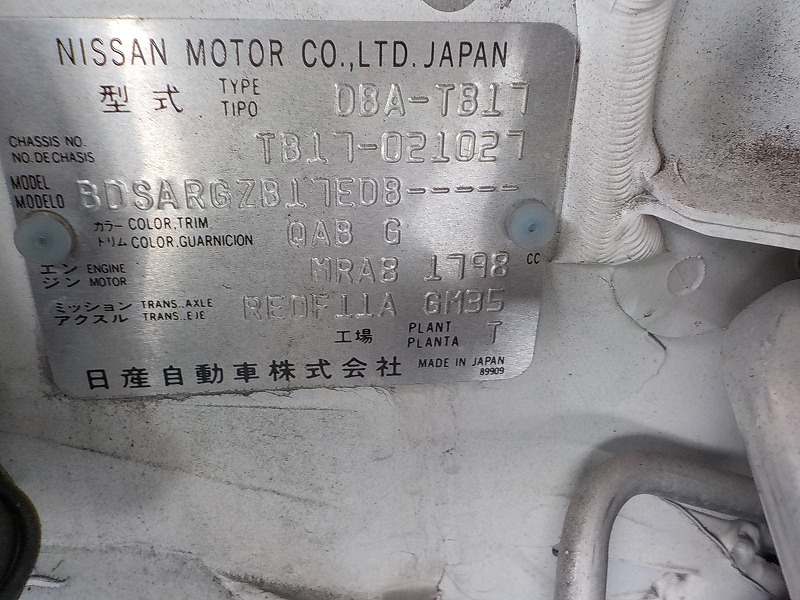 NISSAN MOTOR CO.,LTD. JAPAN
型式 TYPE TIPO DBA-TB17
CHASSIS NO. NO. DE CHASIS TB17-021027
MODEL MODELO BDSARGZB17EDB-----
カラー COLOR,TRIM
トリム COLOR,GUARNICION QAB G
エンジン ENGINE MOTOR MRA8 1798 CC
ミッション TRANS.,AXLE
アクスル TRANS.,EJE RE0F11A GM35
工場 PLANT PLANTA T
日産自動車株式会社 MADE IN JAPAN
89909